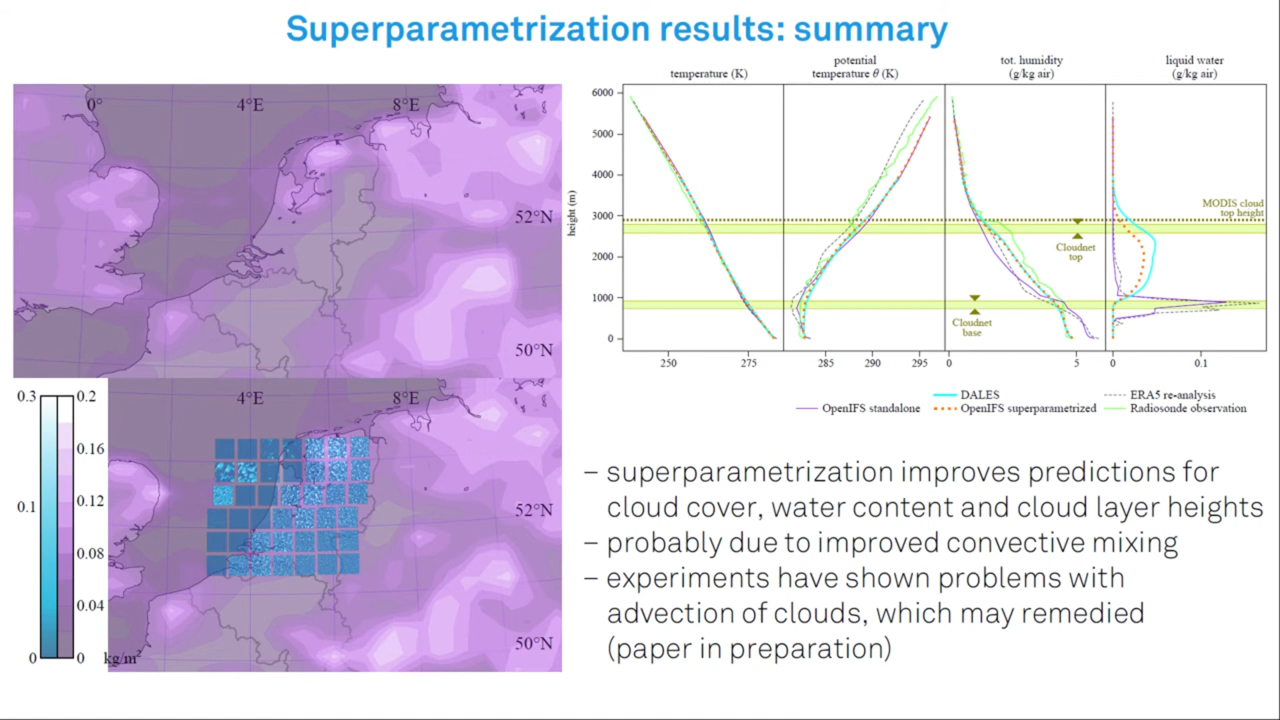 Superparametrization results: summary
0° 4°E 8°E
52°N
50°N
4°E 8°E
52°N
50°N
0.3 0.2
0.16
0.1 0.12
0.08
0.04
0 0 kg/m²
temperature (K)
potential
temperature θ (K)
tot. humidity
(g/kg air)
liquid water
(g/kg air)
height (m)
6000
5000
4000
3000
2000
1000
0
MODIS cloud
top height
Cloudnet
top
Cloudnet
base
250 275 285 290 295 0 5 0 0.1
OpenIFS standalone
DALES
OpenIFS superparametrized
ERA5 re-analysis
Radiosonde observation
– superparametrization improves predictions for
cloud cover, water content and cloud layer heights
– probably due to improved convective mixing
– experiments have shown problems with
advection of clouds, which may remedied
(paper in preparation)